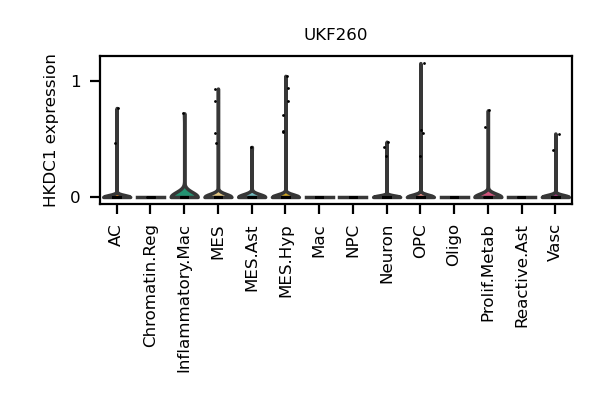 UKF260
HKDC1 expression
1
0
AC
Chromatin.Reg
Inflammatory.Mac
MES
MES.Ast
MES.Hyp
Mac
NPC
Neuron
OPC
Oligo
Prolif.Metab
Reactive.Ast
Vasc